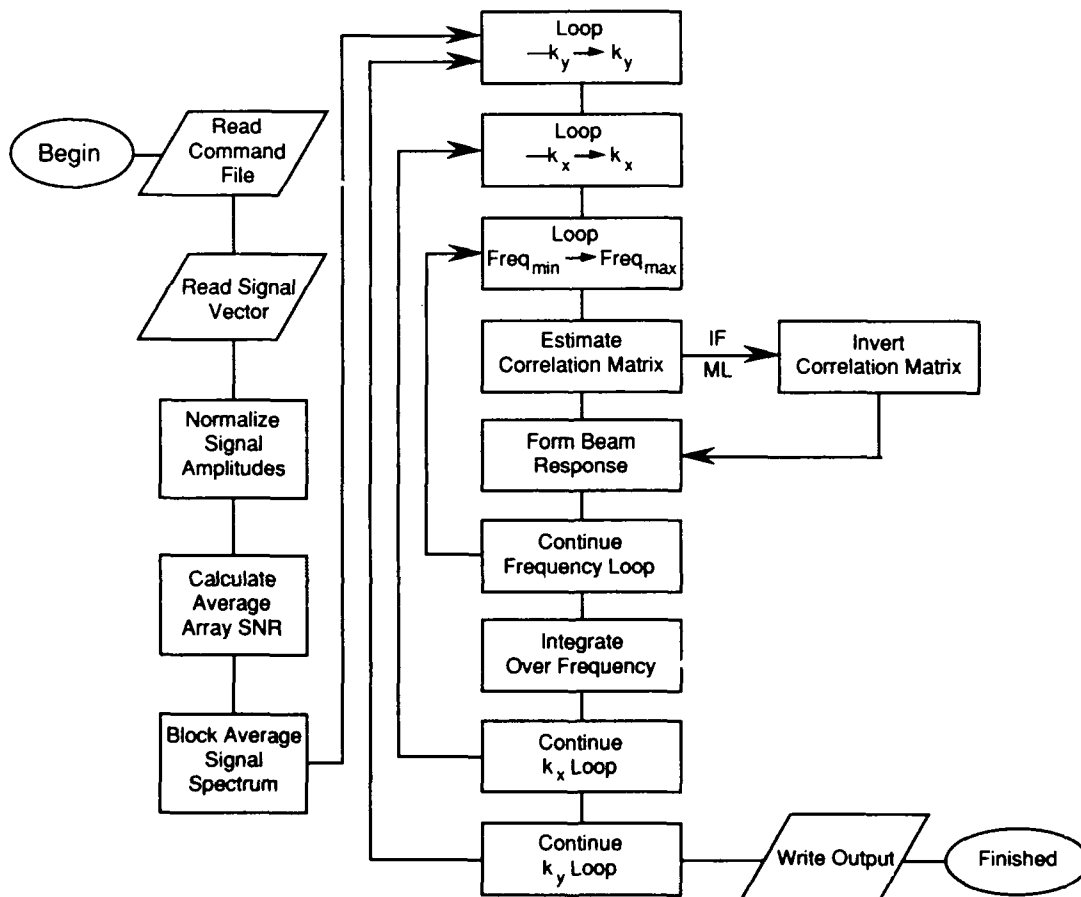 Begin
Read
Command
File
Read Signal
Vector
Normalize
Signal
Amplitudes
Calculate
Average
Array SNR
Block Average
Signal
Spectrum
Loop
—k_y → k_y
Loop
—k_x → k_x
Loop
Freq_min → Freq_max
Estimate
Correlation Matrix
IF
ML
Invert
Correlation Matrix
Form Beam
Response
Continue
Frequency Loop
Integrate
Over Frequency
Continue
k_x Loop
Continue
k_y Loop
Write Output
Finished